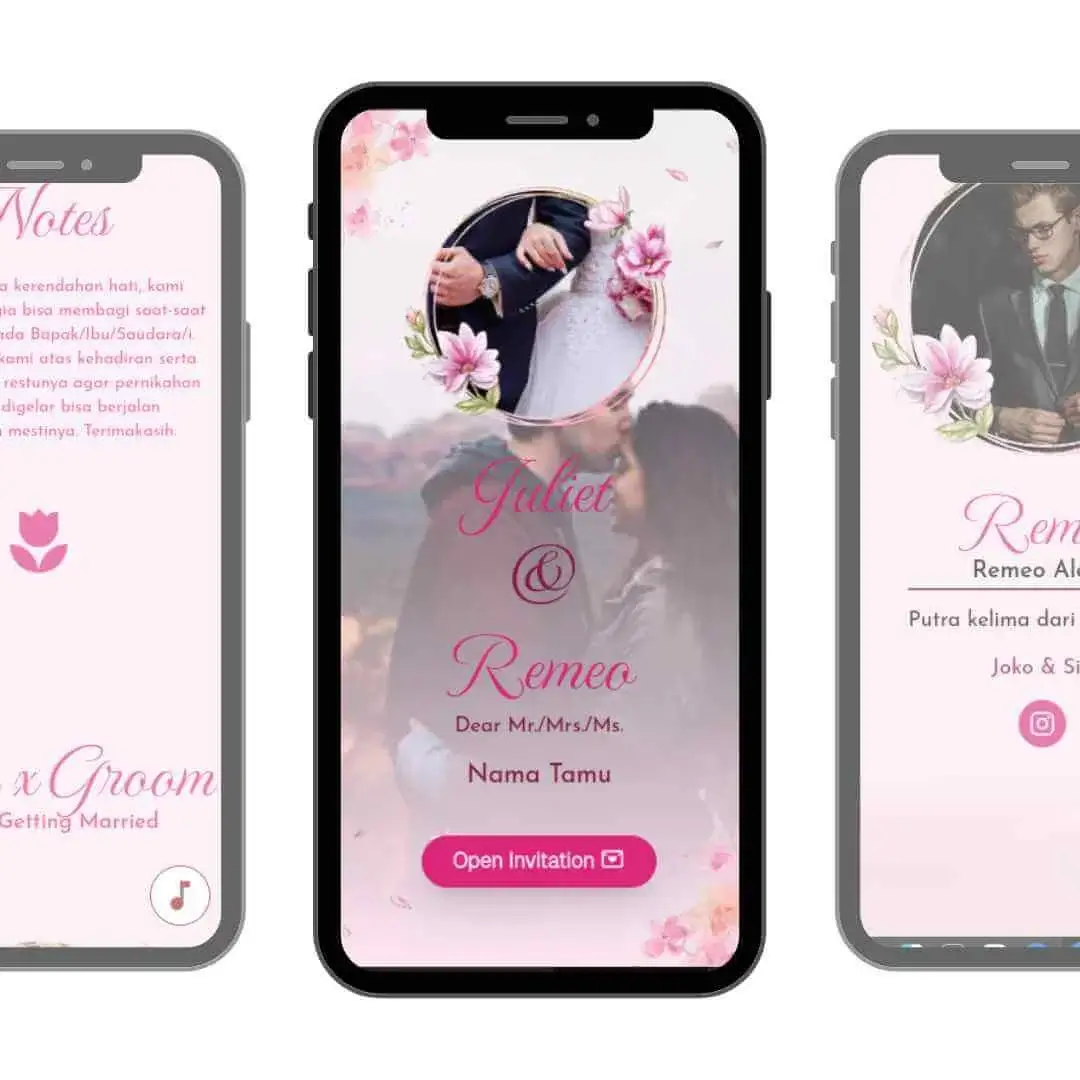 Notes
kerendahan hati, kami
bisa membagi saat-saat
Bapak/Ibu/Saudara/i.
kami atas kehadiran serta
restunya agar pernikahan
digelar bisa berjalan
mestinya. Terimakasih.
x Groom
Getting Married
Juliet
&
Remeo
Dear Mr./Mrs./Ms.
Nama Tamu
Open Invitation
Rem
Remeo Ale
Putra kelima dari
Joko & Si